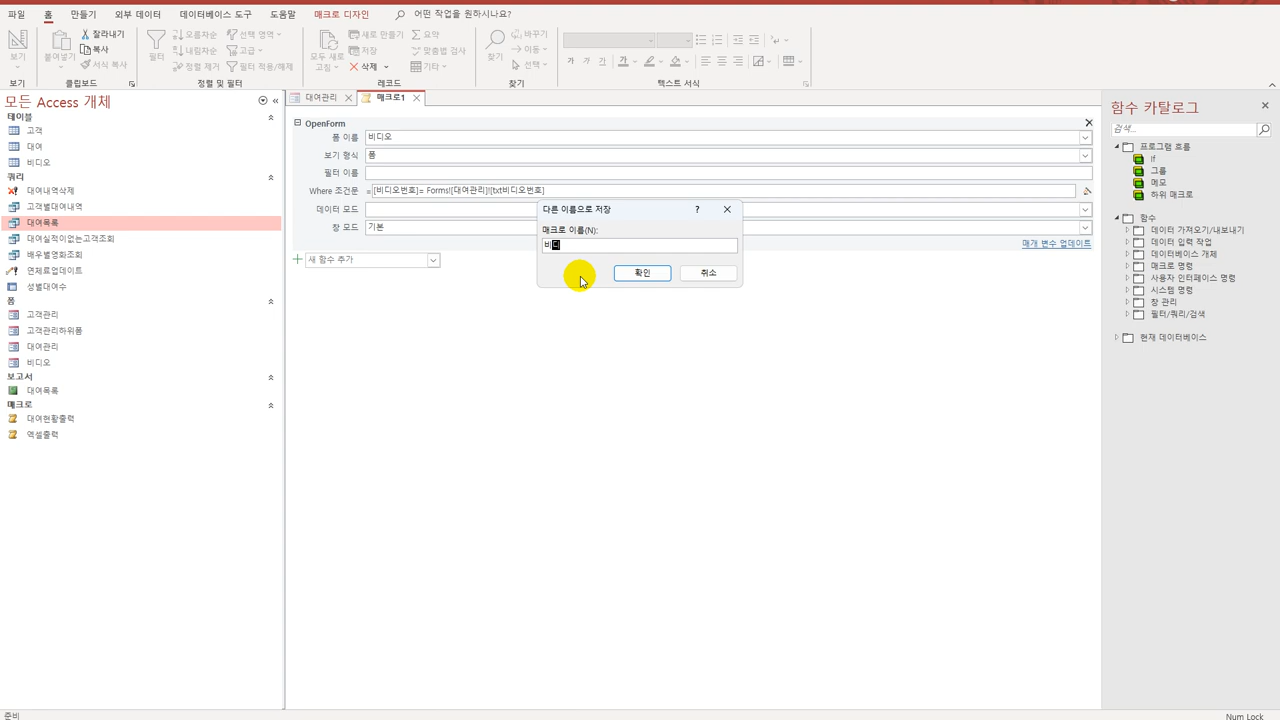 파일 홈 만들기 외부 데이터 데이터베이스 도구 도움말 매크로 디자인 어떤 작업을 원하시나요?
보기
붙여넣기
잘라내기
복사
서식 복사
클립보드
필터
오름차순
내림차순
정렬 해제
선택 영역
고급
필터 적용/해제
정렬 및 필터
모두 새로 고침
새로 만들기
저장
삭제
요약
맞춤법 검사
기타
레코드
찾기
바꾸기
이동
선택
찾기
텍스트 서식
모든 Access 개체
테이블
고객
대여
비디오
쿼리
대여내역삭제
고객별대여내역
대여목록
대여실적이없는고객조회
배우별영화조회
연체료업데이트
성별대여수
폼
고객관리
고객관리하위폼
대여관리
비디오
보고서
대여목록
매크로
대여현황출력
엑셀출력
대여관리 매크로1
OpenForm
폼 이름 비디오
보기 형식 폼
필터 이름
Where 조건문 = [비디오번호]= Forms![대여관리]![txt비디오번호]
데이터 모드
창 모드 기본
매개 변수 업데이트
새 함수 추가
다른 이름으로 저장 ?
매크로 이름(N):
비디
확인 취소
함수 카탈로그
검색...
프로그램 흐름
If
그룹
메모
하위 매크로
함수
데이터 가져오기/내보내기
데이터 입력 작업
데이터베이스 개체
매크로 명령
사용자 인터페이스 명령
시스템 명령
창 관리
필터/쿼리/검색
현재 데이터베이스
준비 Num Lock